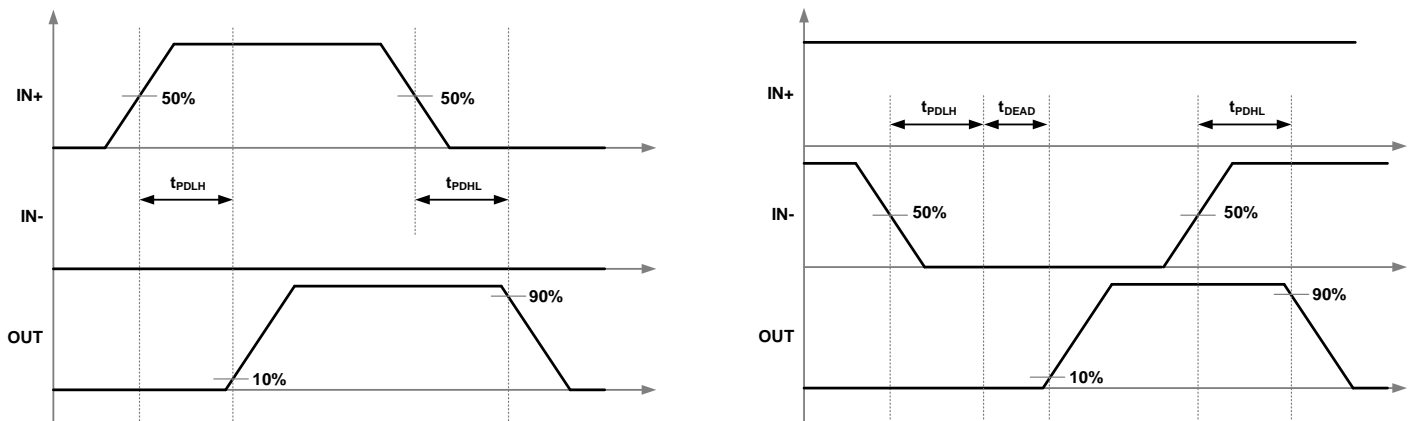 IN+
50%
50%
tPDLH
tPDHL
IN-
90%
OUT
10%
IN+
tPDLH
tDEAD
tPDHL
IN-
50%
50%
90%
OUT
10%